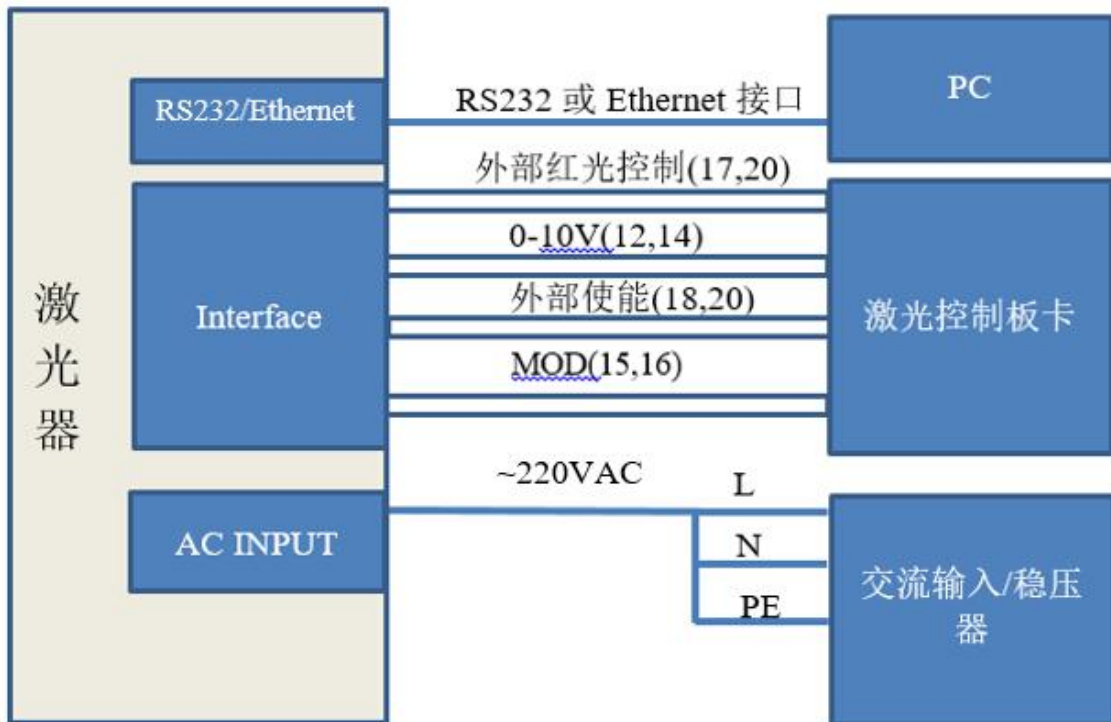 激光器
RS232/Ethernet
RS232 或 Ethernet 接口
PC
外部红光控制(17,20)
0-10V(12,14)
Interface
外部使能(18,20)
激光控制板卡
MOD(15,16)
~220VAC
L
AC INPUT
N
PE
交流输入/稳压
器